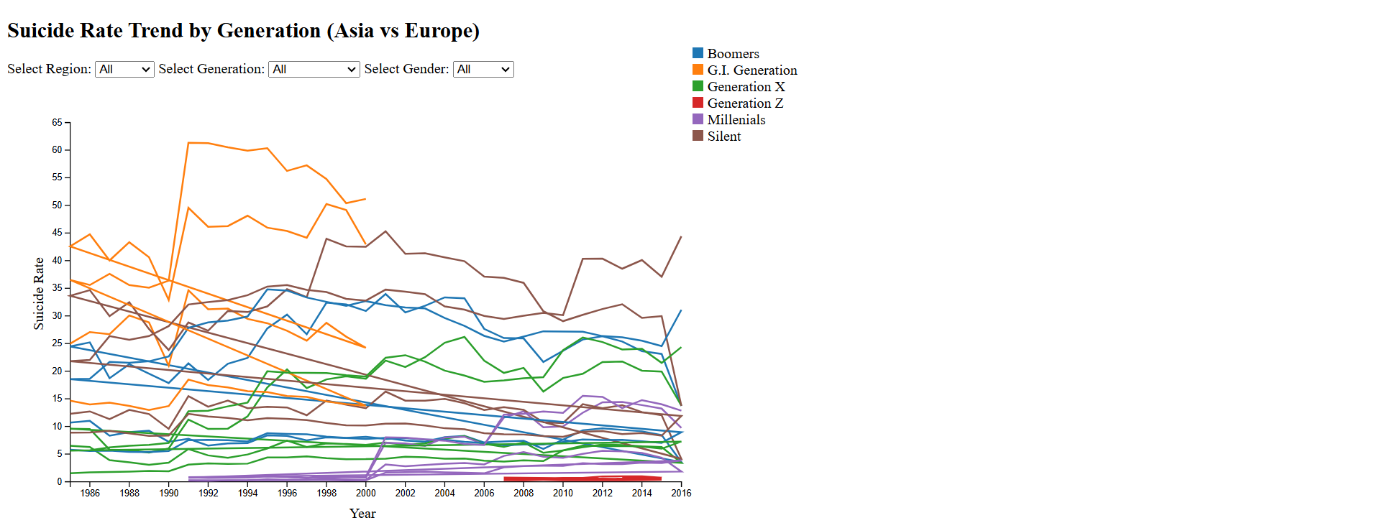 Suicide Rate Trend by Generation (Asia vs Europe)
Select Region: All Select Generation: All Select Gender: All
Boomers
G.I. Generation
Generation X
Generation Z
Millenials
Silent
65
60
55
50
45
40
35
30
25
20
15
10
5
0
Suicide Rate
1986 1988 1990 1992 1994 1996 1998 2000 2002 2004 2006 2008 2010 2012 2014 2016
Year